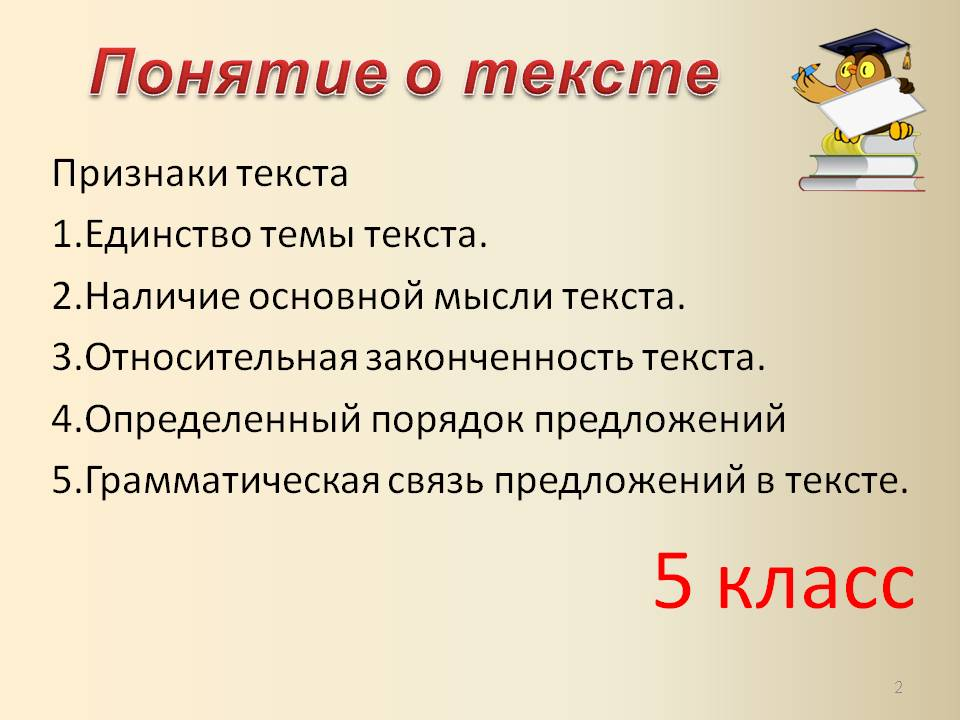 Понятие о тексте
Признаки текста
1.Единство темы текста.
2.Наличие основной мысли текста.
3.Относительная законченность текста.
4.Определенный порядок предложений
5.Грамматическая связь предложений в тексте.
5 класс
2